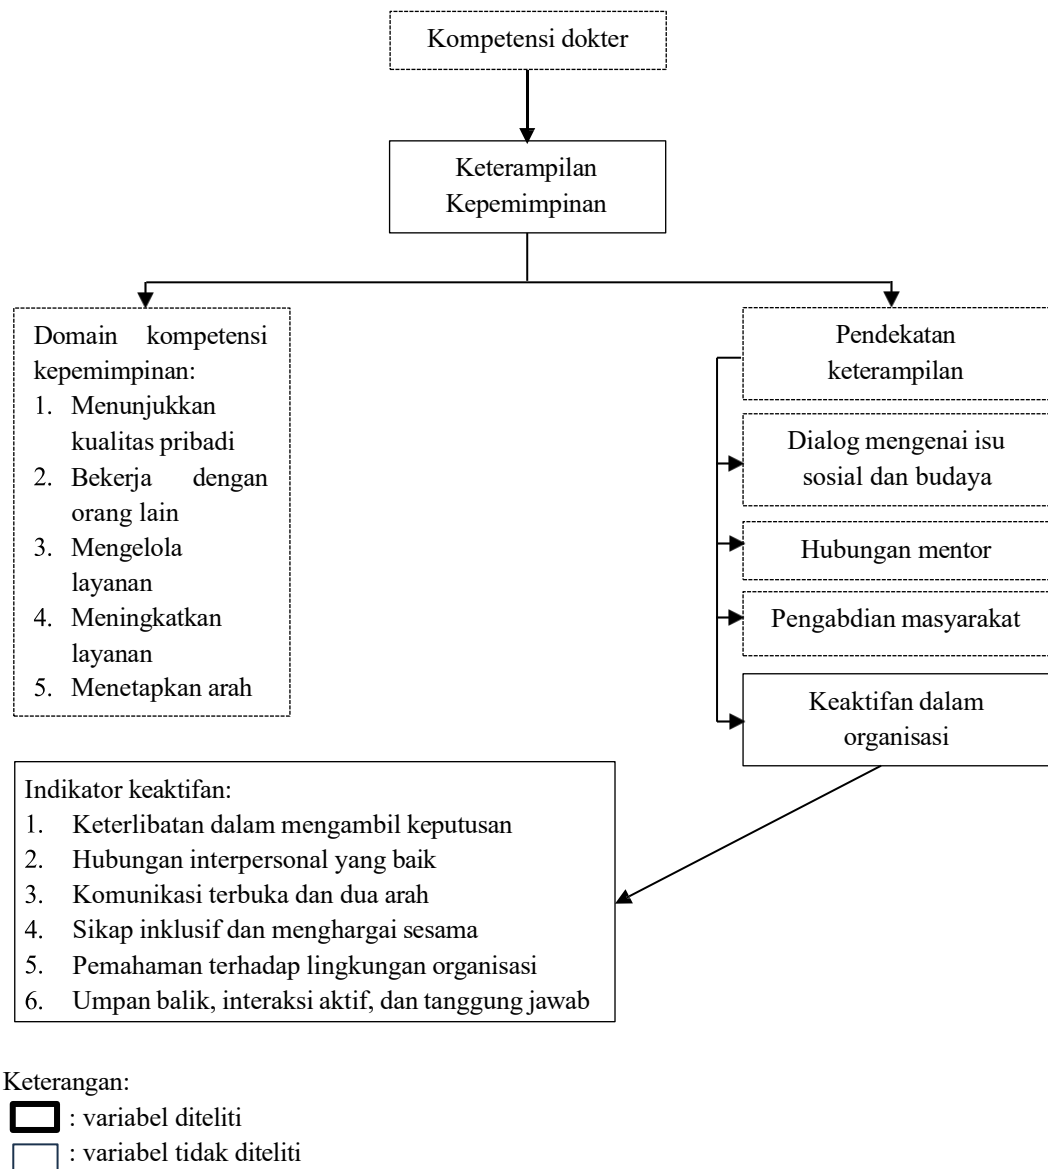 Kompetensi dokter
Keterampilan
Kepemimpinan
Domain kompetensi
kepemimpinan:
1. Menunjukkan
kualitas pribadi
2. Bekerja dengan
orang lain
3. Mengelola
layanan
4. Meningkatkan
layanan
5. Menetapkan arah
Pendekatan
keterampilan
Dialog mengenai isu
sosial dan budaya
Hubungan mentor
Pengabdian masyarakat
Keaktifan dalam
organisasi
Indikator keaktifan:
1. Keterlibatan dalam mengambil keputusan
2. Hubungan interpersonal yang baik
3. Komunikasi terbuka dan dua arah
4. Sikap inklusif dan menghargai sesama
5. Pemahaman terhadap lingkungan organisasi
6. Umpan balik, interaksi aktif, dan tanggung jawab
Keterangan:
: variabel diteliti
: variabel tidak diteliti